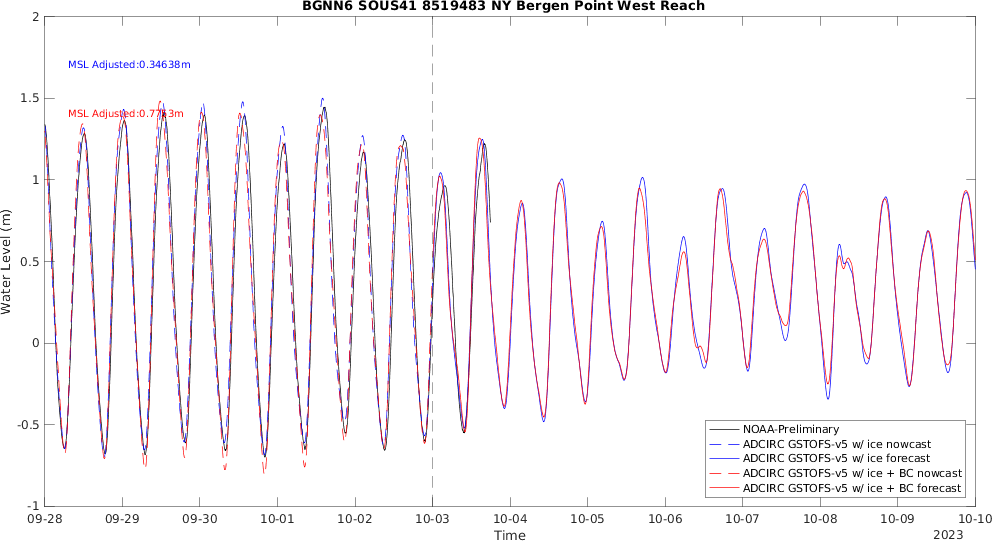 BGNN6 SOUS41 8519483 NY Bergen Point West Reach
MSL Adjusted:0.34638m
Water Level (m)
2
1.5
1
0.5
0
-0.5
-1
NOAA-Preliminary
ADCIRC GSTOFS-v5 w/ ice nowcast
ADCIRC GSTOFS-v5 w/ ice forecast
ADCIRC GSTOFS-v5 w/ ice + BC nowcast
ADCIRC GSTOFS-v5 w/ ice + BC forecast
09-28 09-29 09-30 10-01 10-02 10-03 10-04 10-05 10-06 10-07 10-08 10-09 10-10
Time
2023
MSL Adjusted